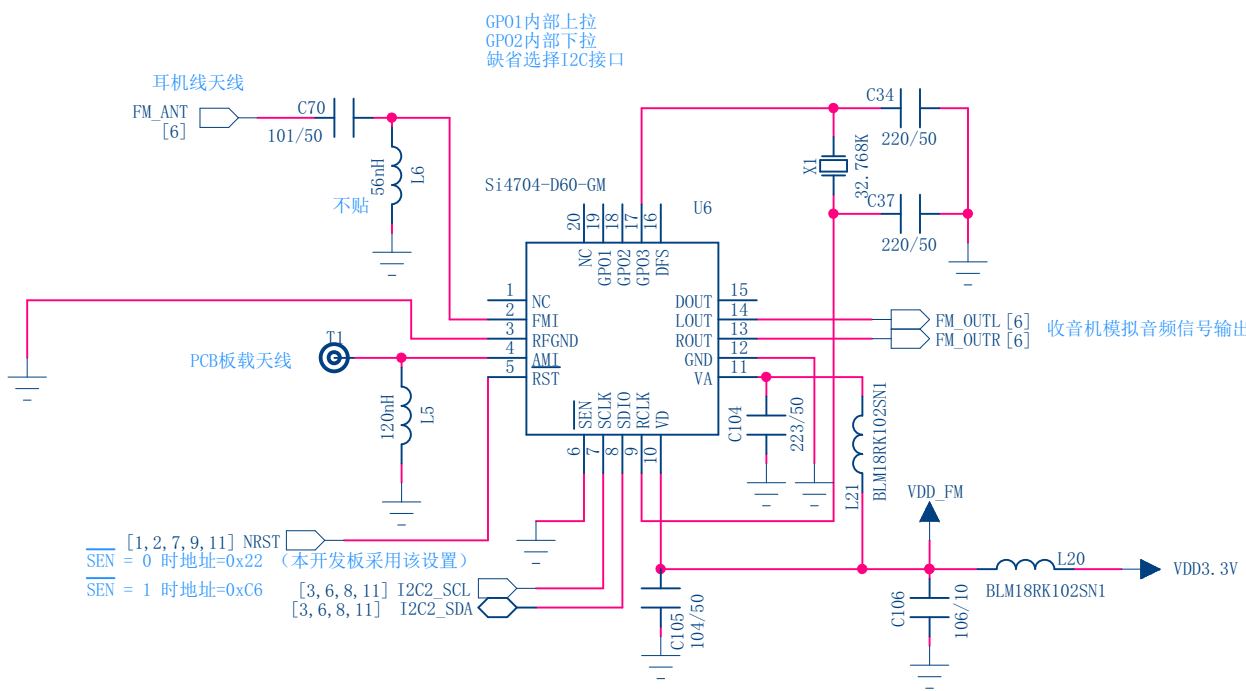 GPO1内部上拉
GPO2内部下拉
缺省选择I2C接口
耳机线天线
FM_ANT
[6]
C70
101/50
56nH
L6
不贴
C34
220/50
X1
32.768K
C37
220/50
Si4704-D60-GM
U6
20
19
18
17
16
NC
GPO1
GPO2
GPO3
DFS
1
NC
2
FMI
3
RFGND
4
AMI
5
RST
DOUT
15
LOUT
14
ROUT
13
GND
12
VA
11
SEN
SCLK
SDIO
RCLK
VD
6
7
8
9
10
FM_OUTL [6]
FM_OUTR [6]
收音机模拟音频信号输出
T1
PCB板载天线
120nH
L5
C104
223/50
L21
BLM18RK102SN1
VDD_FM
[1,2,7,9,11] NRST
SEN = 0 时地址=0x22 （本开发板采用该设置）
SEN = 1 时地址=0xC6
[3,6,8,11] I2C2_SCL
[3,6,8,11] I2C2_SDA
C105
104/50
C106
106/10
L20
BLM18RK102SN1
VDD3.3V